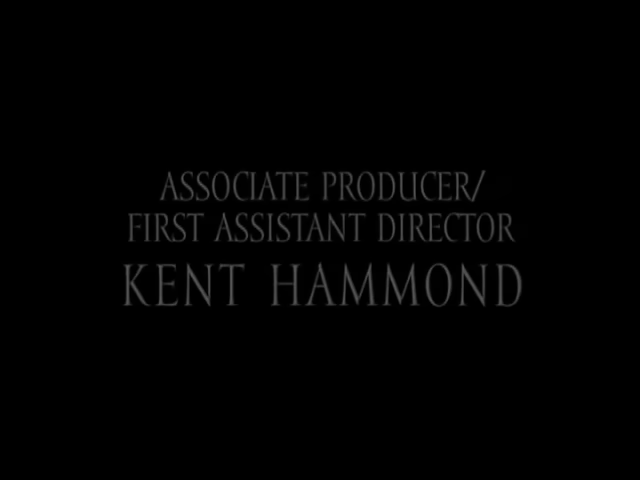 ASSOCIATE PRODUCER/
FIRST ASSISTANT DIRECTOR
KENT HAMMOND